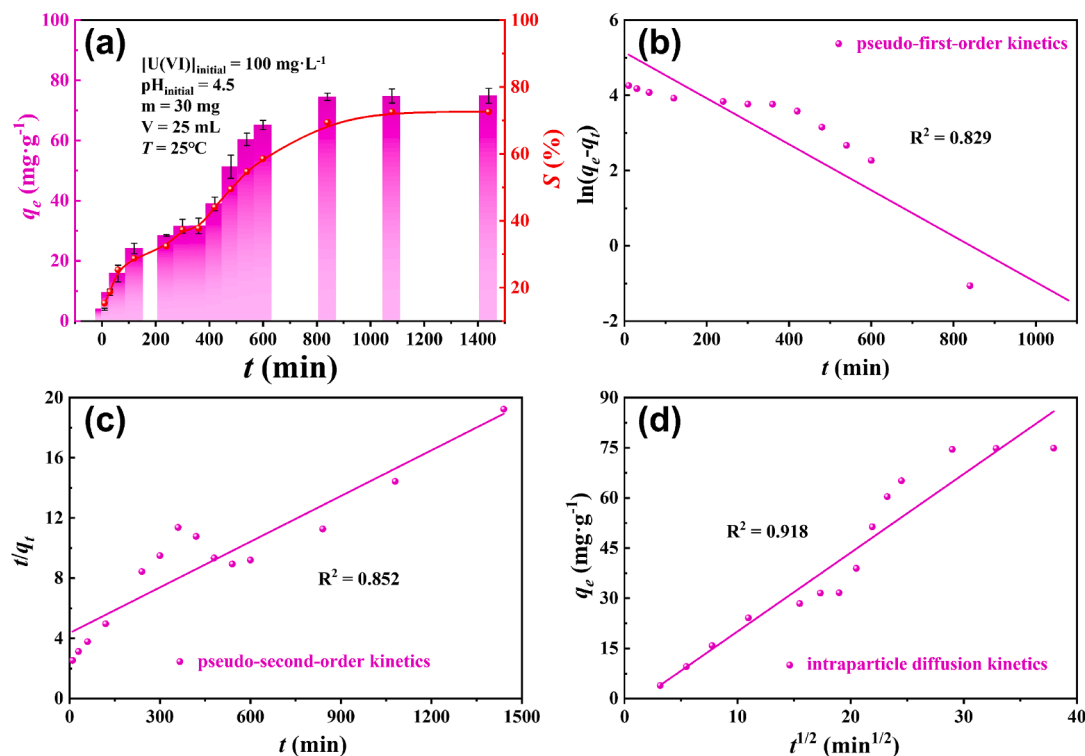 (a)
[U(VI)]initial = 100 mg·L-1
pHinitial = 4.5
m = 30 mg
V = 25 mL
T = 25°C
qe (mg·g-1)
100
80
60
40
20
0
S (%)
100
80
60
40
20
0 200 400 600 800 1000 1200 1400
t (min)
(b)
pseudo-first-order kinetics
R2 = 0.829
ln(qe-qt)
6
4
2
0
-2
0 200 400 600 800 1000
t (min)
(c)
R2 = 0.852
pseudo-second-order kinetics
t/qt
20
16
12
8
4
0
0 300 600 900 1200 1500
t (min)
(d)
R2 = 0.918
intraparticle diffusion kinetics
qe (mg·g-1)
90
75
60
45
30
15
0
0 10 20 30 40
t1/2 (min1/2)